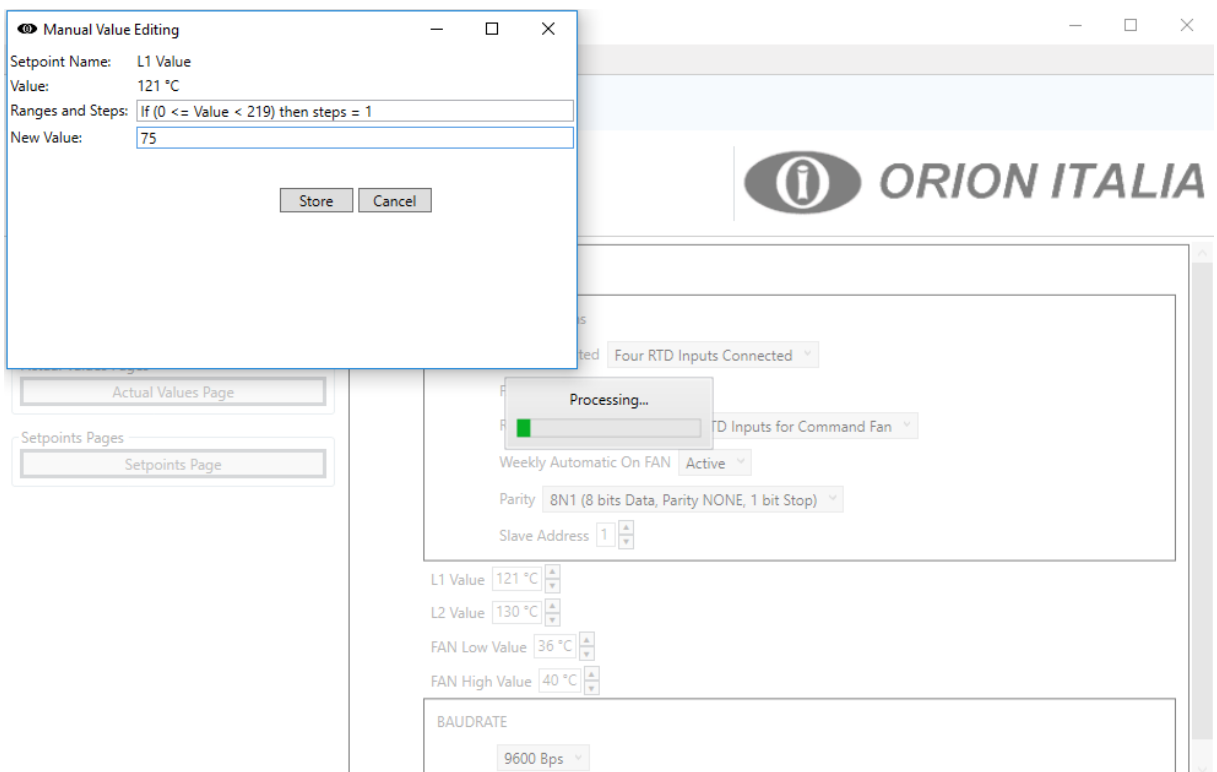 Manual Value Editing
Setpoint Name: L1 Value
Value: 121 °C
Ranges and Steps: If (0 <= Value < 219) then steps = 1
New Value: 75
Store Cancel
ORION ITALIA
Four RTD Inputs Connected
Actual Values Page
Processing...
TD Inputs for Command Fan
Setpoints Pages
Setpoints Page
Weekly Automatic On FAN Active
Parity 8N1 (8 bits Data, Parity NONE, 1 bit Stop)
Slave Address 1
L1 Value 121 °C
L2 Value 130 °C
FAN Low Value 36 °C
FAN High Value 40 °C
BAUDRATE
9600 Bps